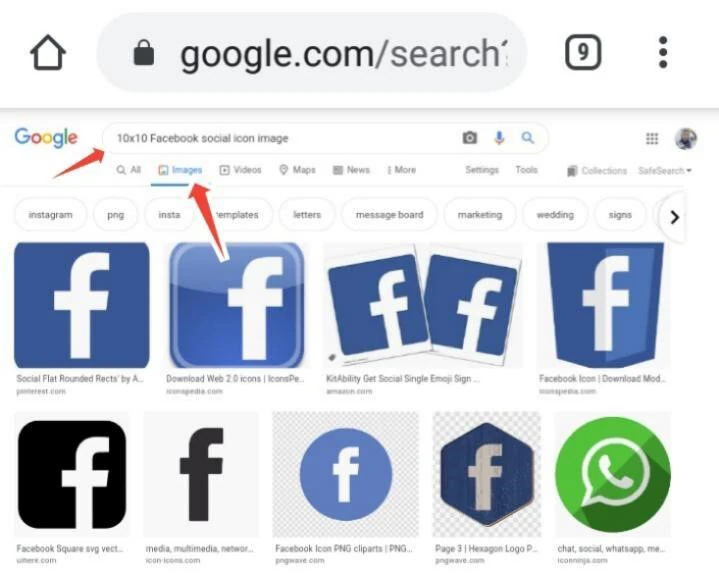 google.com/search?
9
Google
10x10 Facebook social icon image
All Images Videos Maps News More Settings Tools Collections SafeSearch
instagram png insta templates letters message board marketing wedding signs
Social Flat Rounded Rects' by A...
pinterest.com
Download Web 2.0 icons | IconsPe...
iconspedia.com
KitAbility Get Social Single Emoji Sign ...
amazon.com
Facebook Icon | Download Mod...
iconspedia.com
Facebook Square svg vect...
uihere.com
media, multimedia, networ...
icon-icons.com
Facebook Icon PNG cliparts | PNG...
pngwave.com
Page 3 | Hexagon Logo P...
pngwave.com
chat, social, whatsapp, me...
iconninja.com